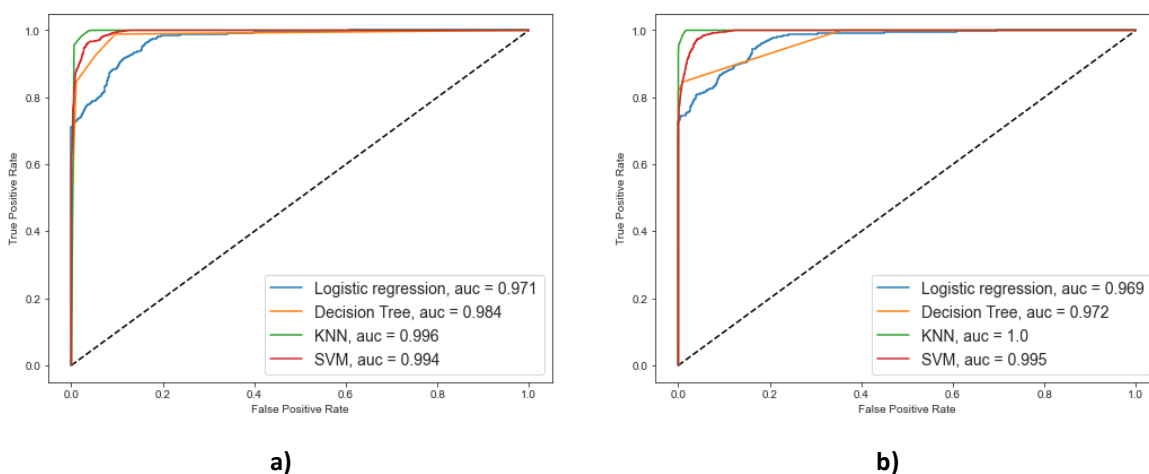 1.0
0.8
0.6
0.4
0.2
0.0
True Positive Rate
Logistic regression, auc = 0.971
Decision Tree, auc = 0.984
KNN, auc = 0.996
SVM, auc = 0.994
0.0 0.2 0.4 0.6 0.8 1.0
False Positive Rate
a)
1.0
0.8
0.6
0.4
0.2
0.0
True Positive Rate
Logistic regression, auc = 0.969
Decision Tree, auc = 0.972
KNN, auc = 1.0
SVM, auc = 0.995
0.0 0.2 0.4 0.6 0.8 1.0
False Positive Rate
b)